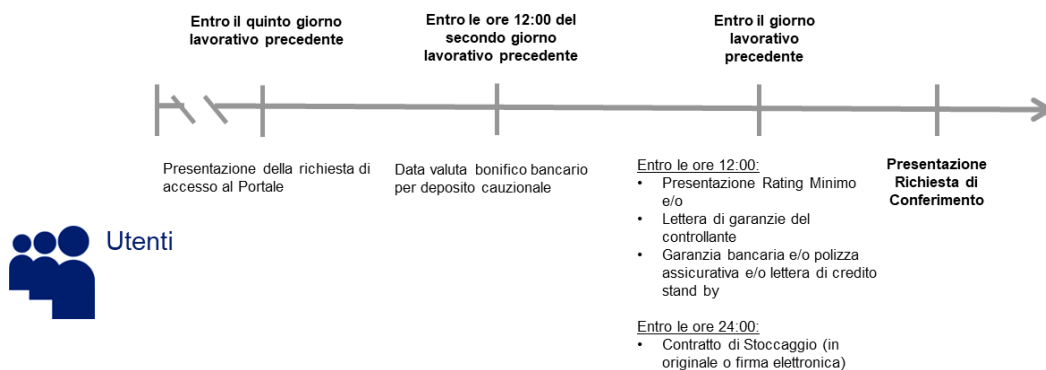 Entro il quinto giorno
lavorativo precedente
Entro le ore 12:00 del
secondo giorno
lavorativo precedente
Entro il giorno
lavorativo
precedente
Presentazione della richiesta di
accesso al Portale
Data valuta bonifico bancario
per deposito cauzionale
Entro le ore 12:00:
• Presentazione Rating Minimo
e/o
• Lettera di garanzie del
controllante
• Garanzia bancaria e/o polizza
assicurativa e/o lettera di credito
stand by
Entro le ore 24:00:
• Contratto di Stoccaggio (in
originale o firma elettronica)
Presentazione
Richiesta di
Conferimento
Utenti